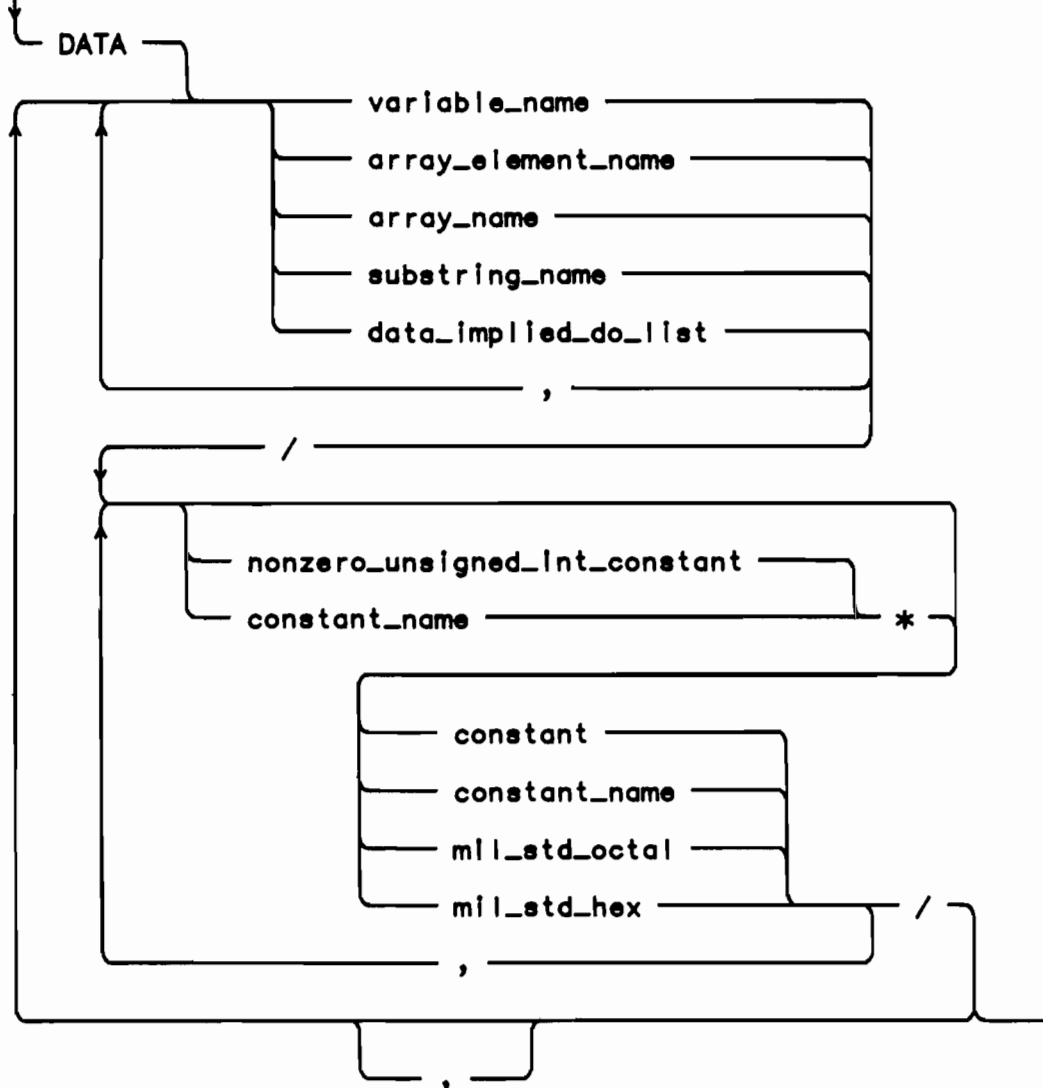 DATA
variable_name
array_element_name
array_name
substring_name
data_implied_do_list
,
/
nonzero_unsigned_int_constant
constant_name *
constant
constant_name
mil_std_octal
mil_std_hex /
,
,